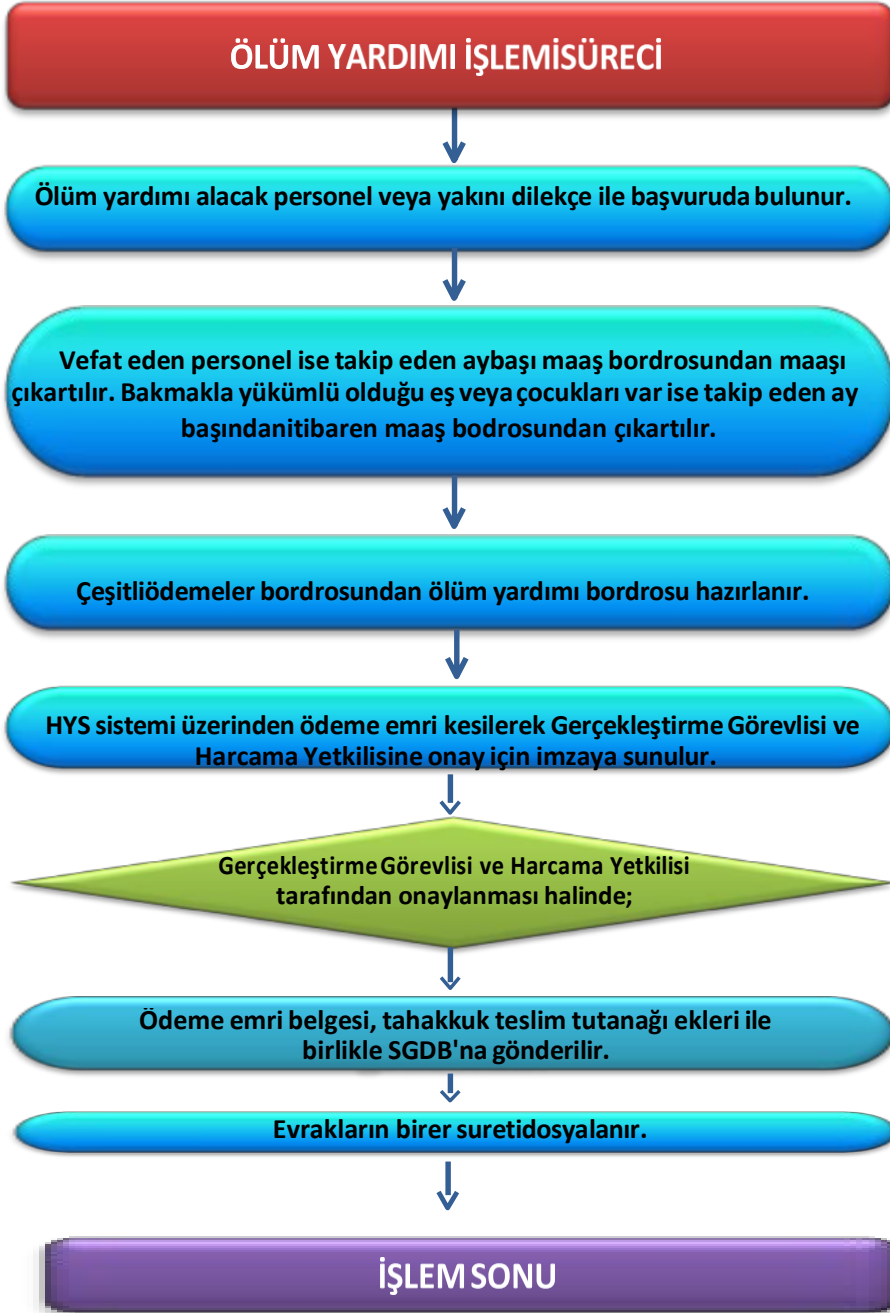 ÖLÜM YARDIMI İŞLEMİSÜRECİ
Ölüm yardımı alacak personel veya yakını dilekçe ile başvuruda bulunur.
Vefat eden personel ise takip eden aybaşı maaş bordrosundan maaşı
çıkartılır. Bakmakla yükümlü olduğu eş veya çocukları var ise takip eden ay
başındanitibaren maaş bodrosundan çıkartılır.
Çeşitliödemeler bordrosundan ölüm yardımı bordrosu hazırlanır.
HYS sistemi üzerinden ödeme emri kesilerek Gerçekleştirme Görevlisi ve
Harcama Yetkilisine onay için imzaya sunulur.
Gerçekleştirme Görevlisi ve Harcama Yetkilisi
tarafından onaylanması halinde;
Ödeme emri belgesi, tahakkuk teslim tutanağı ekleri ile
birlikte SGDB'na gönderilir.
Evrakların birer suretidosyalanır.
İŞLEM SONU